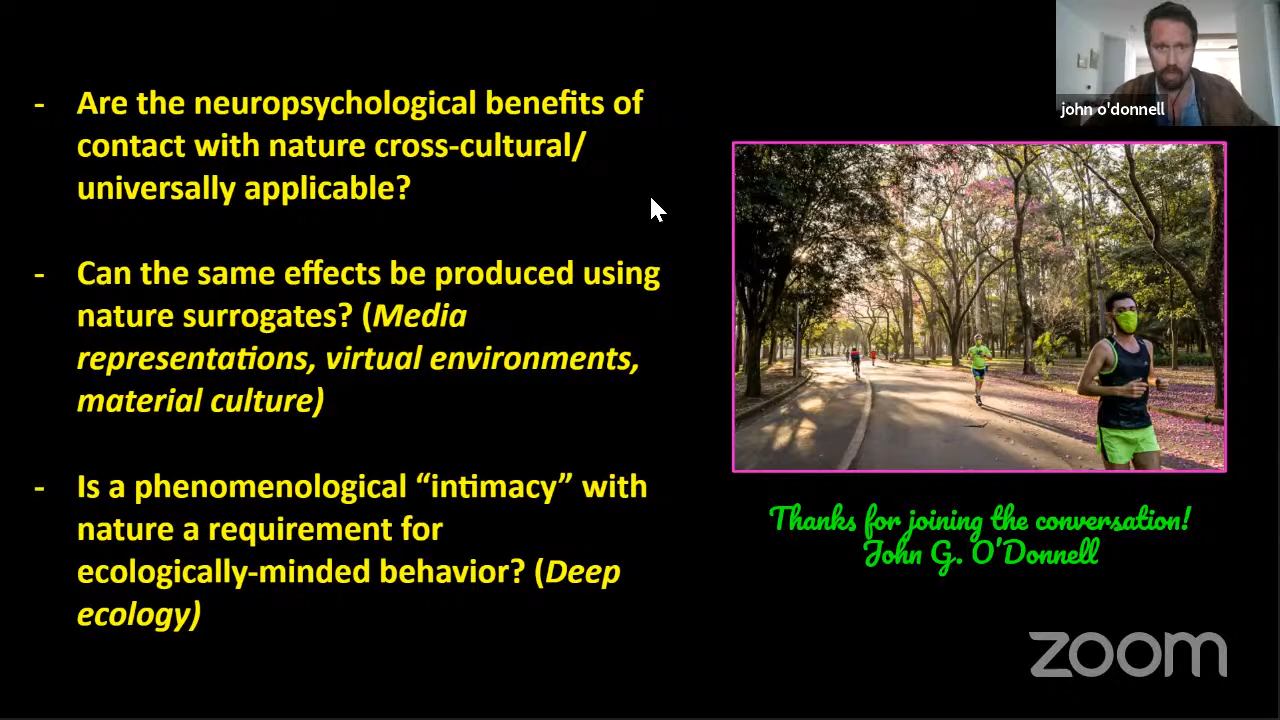 - Are the neuropsychological benefits of
contact with nature cross-cultural/
universally applicable?
- Can the same effects be produced using
nature surrogates? (Media
representations, virtual environments,
material culture)
- Is a phenomenological “intimacy” with
nature a requirement for
ecologically-minded behavior? (Deep
ecology)
john o'donnell
Thanks for joining the conversation!
John G. O'Donnell
zoom